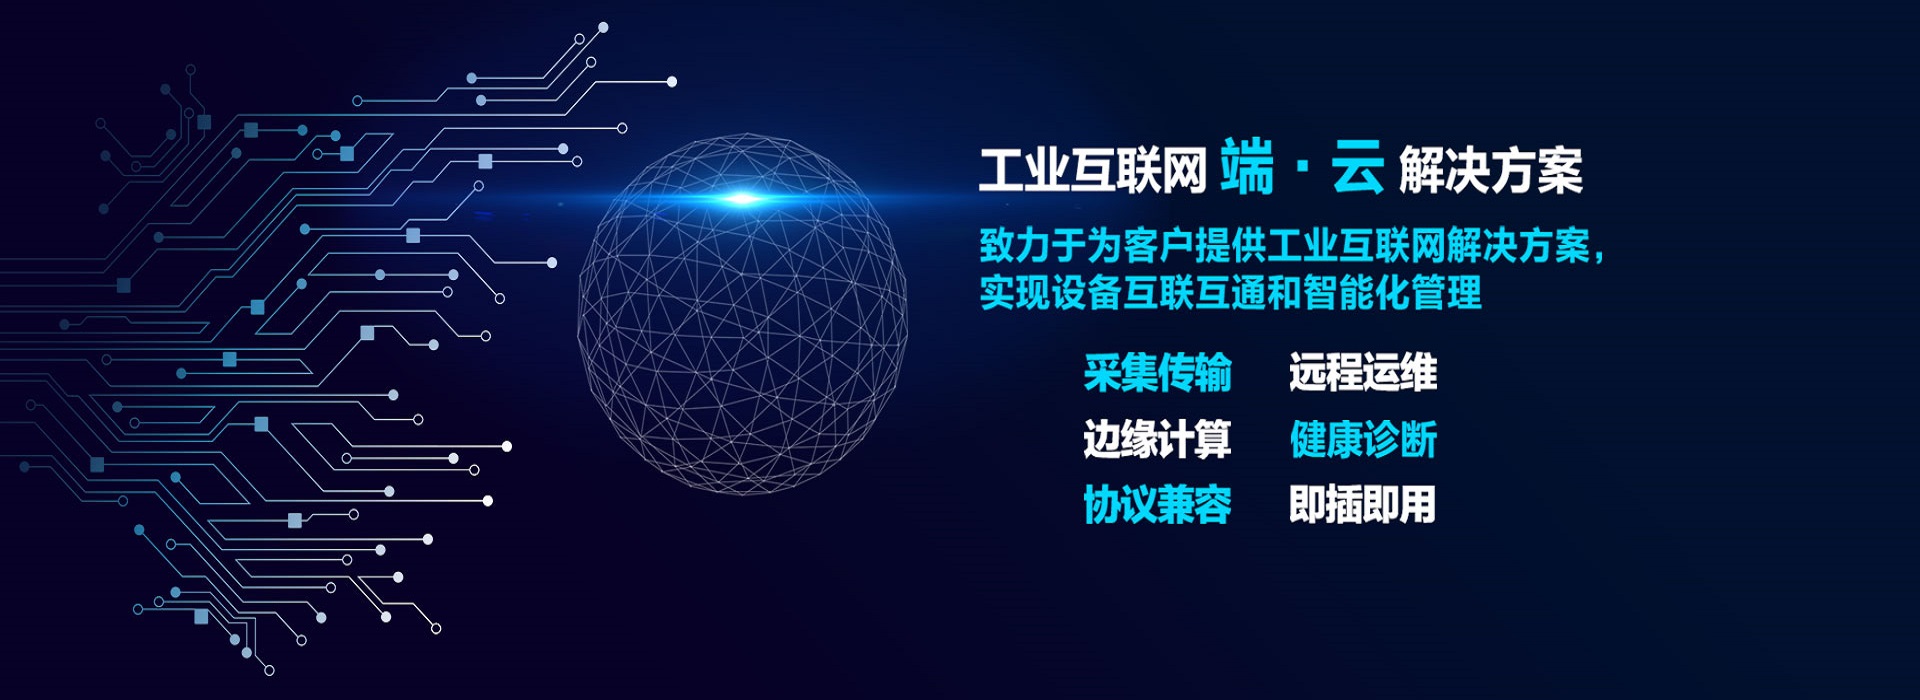 工业互联网 端·云 解决方案
致力于为客户提供工业互联网解决方案，
实现设备互联互通和智能化管理
采集传输 远程运维
边缘计算 健康诊断
协议兼容 即插即用